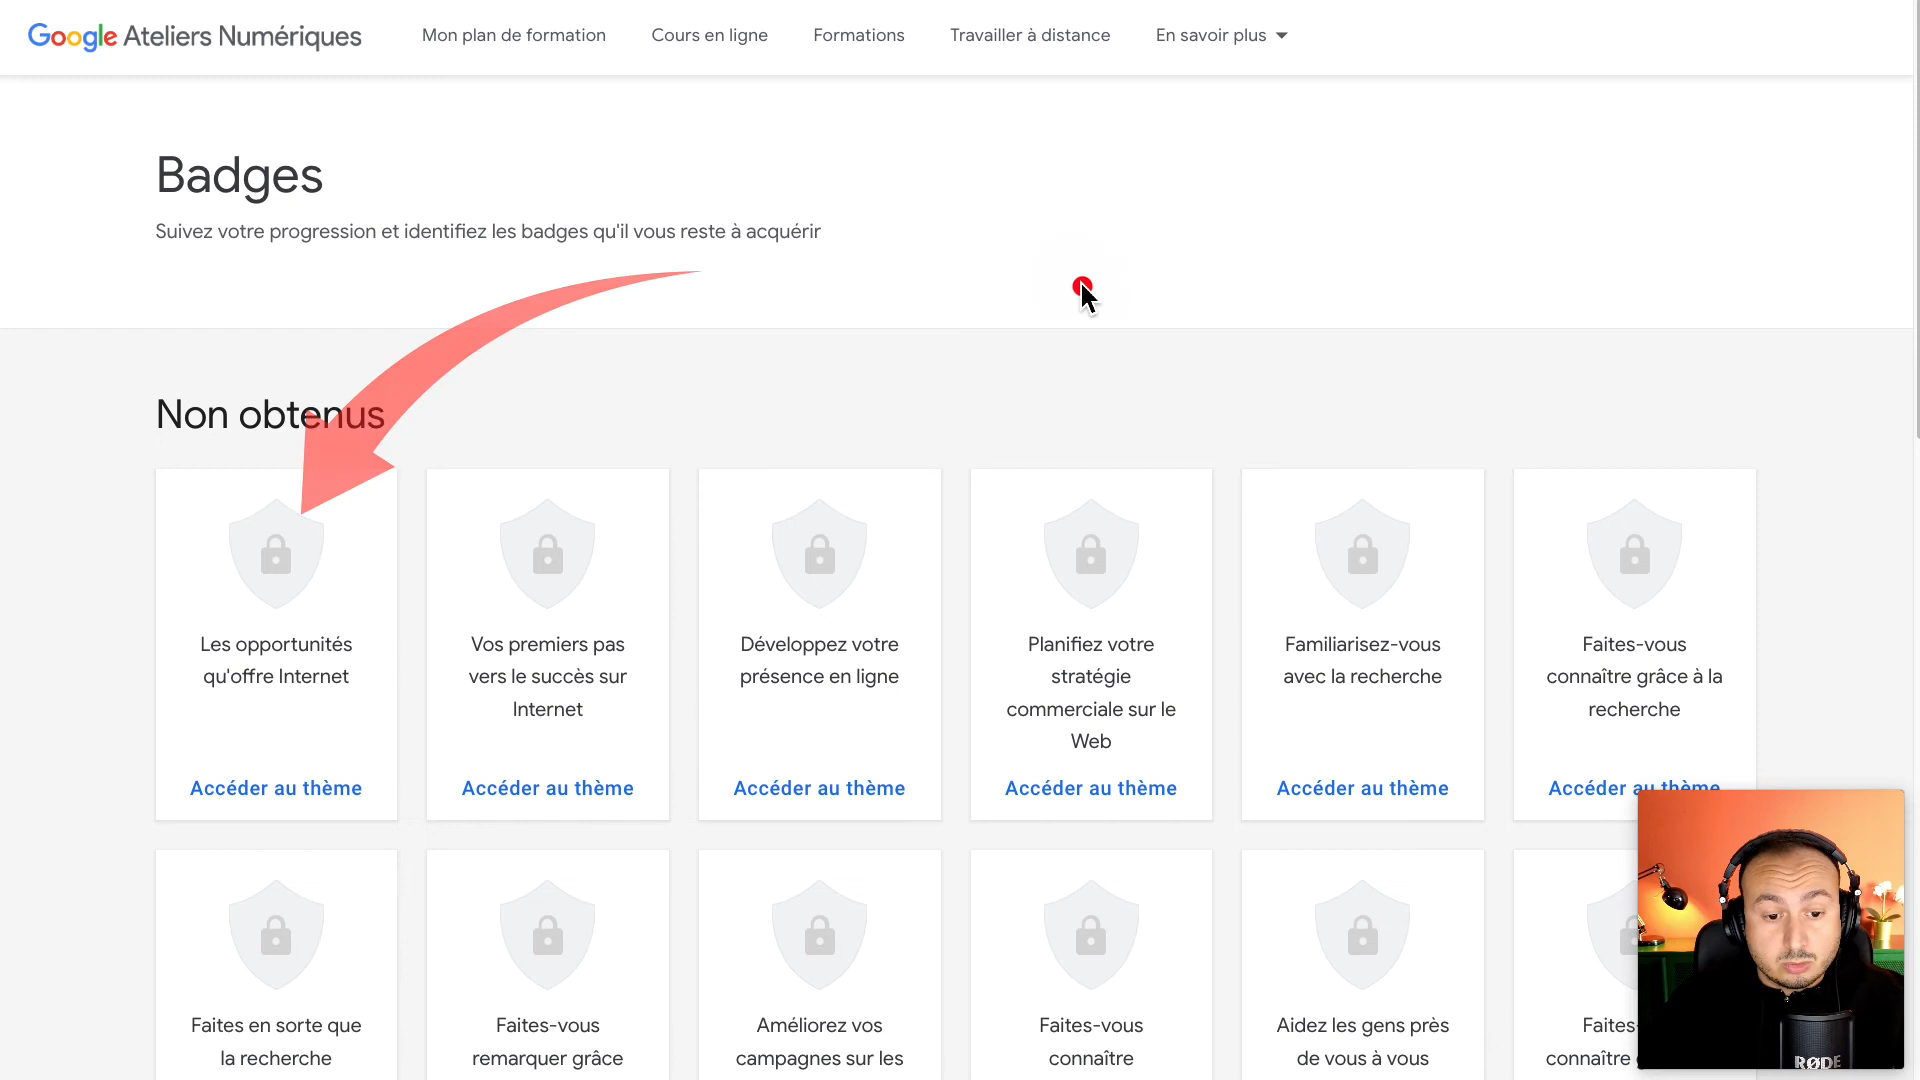 Google Ateliers Numériques Mon plan de formation Cours en ligne Formations Travailler à distance En savoir plus
Badges
Suivez votre progression et identifiez les badges qu'il vous reste à acquérir
Non obtenus
Les opportunités
qu'offre Internet
Accéder au thème
Vos premiers pas
vers le succès sur
Internet
Accéder au thème
Développez votre
présence en ligne
Accéder au thème
Planifiez votre
stratégie
commerciale sur le
Web
Accéder au thème
Familiarisez-vous
avec la recherche
Accéder au thème
Faites-vous
connaître grâce à la
recherche
Accéder au thème
Faites en sorte que
la recherche
Faites-vous
remarquer grâce
Améliorez vos
campagnes sur les
Faites-vous
connaître
Aidez les gens près
de vous à vous
Faites-
connaître
RØDE